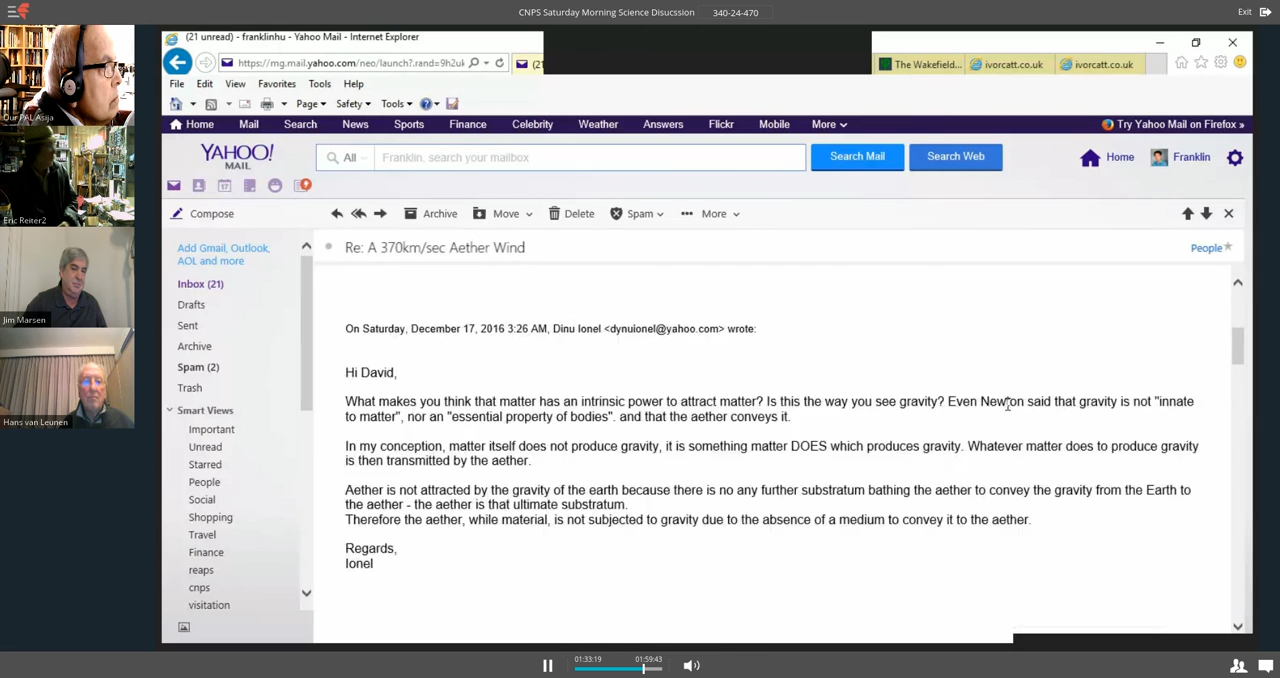 CNPS Saturday Morning Science Disucssion
340-24-470
Exit
(21 unread) - franklinhu - Yahoo Mail - Internet Explorer
https://mg.mail.yahoo.com/neo/launch?.rand=9h2uk
(21
The Wakefield...
ivorcatt.co.uk
ivorcatt.co.uk
File Edit View Favorites Tools Help
Page Safety Tools
Home Mail Search News Sports Finance Celebrity Weather Answers Flickr Mobile More
Try Yahoo Mail on Firefox »
YAHOO!
MAIL
All
Franklin, search your mailbox
Search Mail
Search Web
Home
Franklin
Compose
Archive Move Delete Spam More
Add Gmail, Outlook,
AOL and more
Inbox (21)
Drafts
Sent
Archive
Spam (2)
Trash
Smart Views
Important
Unread
Starred
People
Social
Shopping
Travel
Finance
reaps
cnps
visitation
Re: A 370km/sec Aether Wind
People
On Saturday, December 17, 2016 3:26 AM, Dinu Ionel <dynuionel@yahoo.com> wrote:
Hi David,
What makes you think that matter has an intrinsic power to attract matter? Is this the way you see gravity? Even Newton said that gravity is not "innate
to matter", nor an "essential property of bodies". and that the aether conveys it.
In my conception, matter itself does not produce gravity, it is something matter DOES which produces gravity. Whatever matter does to produce gravity
is then transmitted by the aether.
Aether is not attracted by the gravity of the earth because there is no any further substratum bathing the aether to convey the gravity from the Earth to
the aether - the aether is that ultimate substratum.
Therefore the aether, while material, is not subjected to gravity due to the absence of a medium to convey it to the aether.
Regards,
Ionel
Our PAL Asija
Eric Reiter2
Jim Marsen
Hans van Leunen
01:33:19
01:59:43